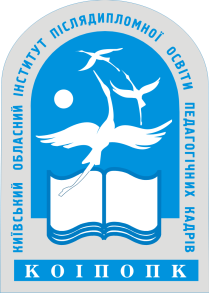 КИЇВСЬКИЙ ОБЛАСНИЙ ІНСТИТУТ ПІСЛЯДИПЛОМНОЇ ОСВІТИ ПЕДАГОГІЧНИХ КАДРІВ
КОІПОПК